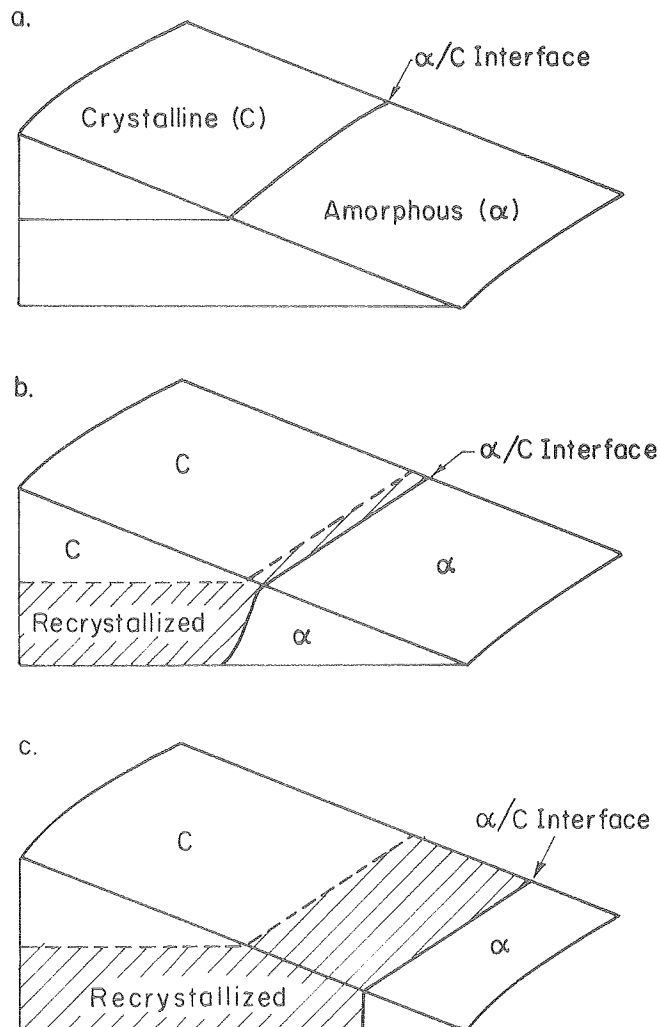 a.
α/C Interface
Crystalline (C)
Amorphous (α)
b.
α/C Interface
C
C
α
Recrystallized
α
c.
α/C Interface
C
α
Recrystallized